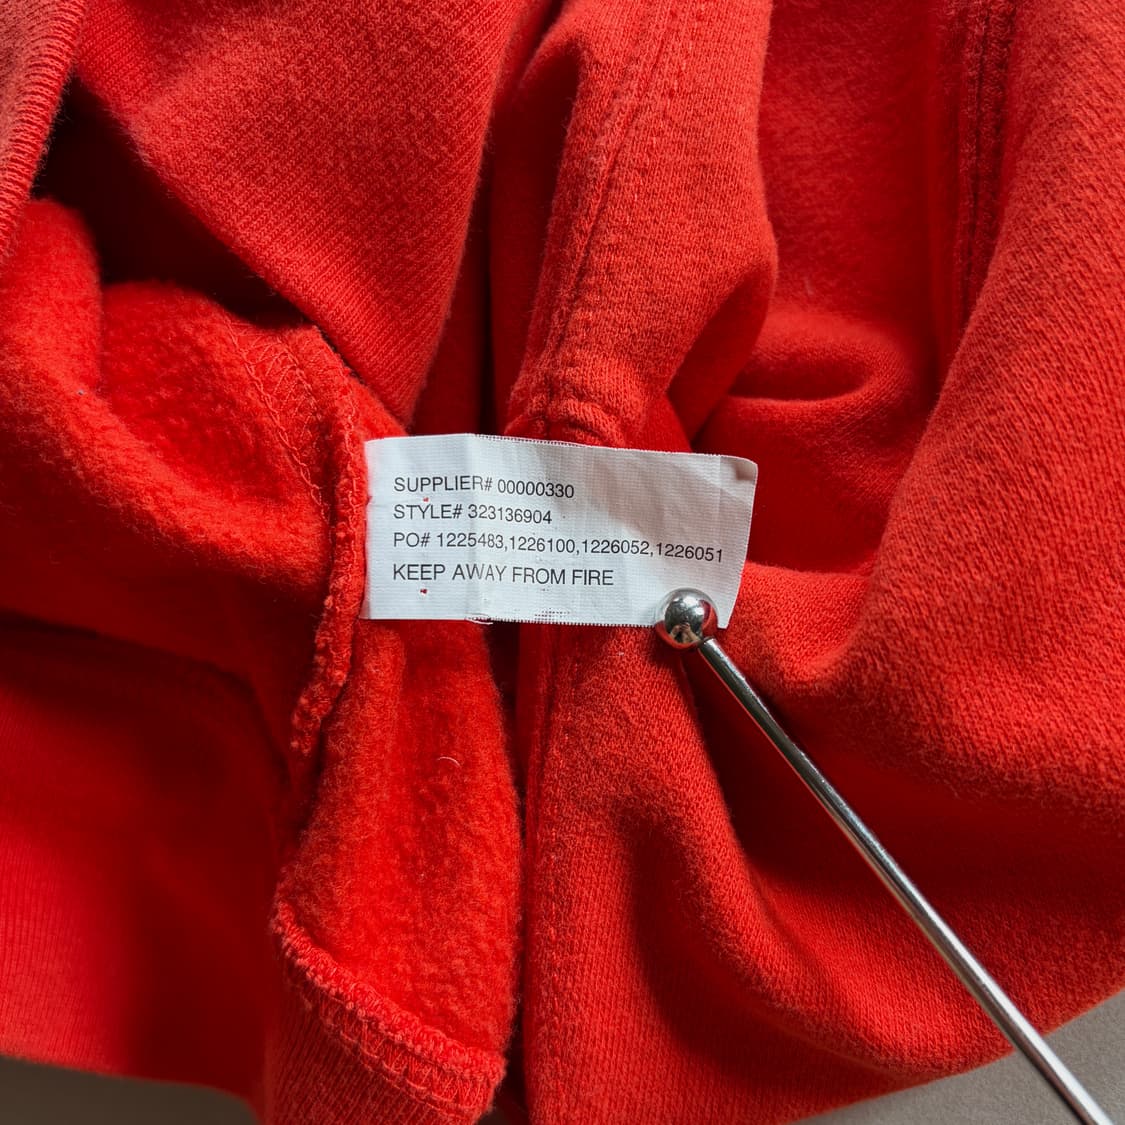 SUPPLIER# 00000330
STYLE# 323136904
PO# 1225483,1226100,1226052,1226051
KEEP AWAY FROM FIRE